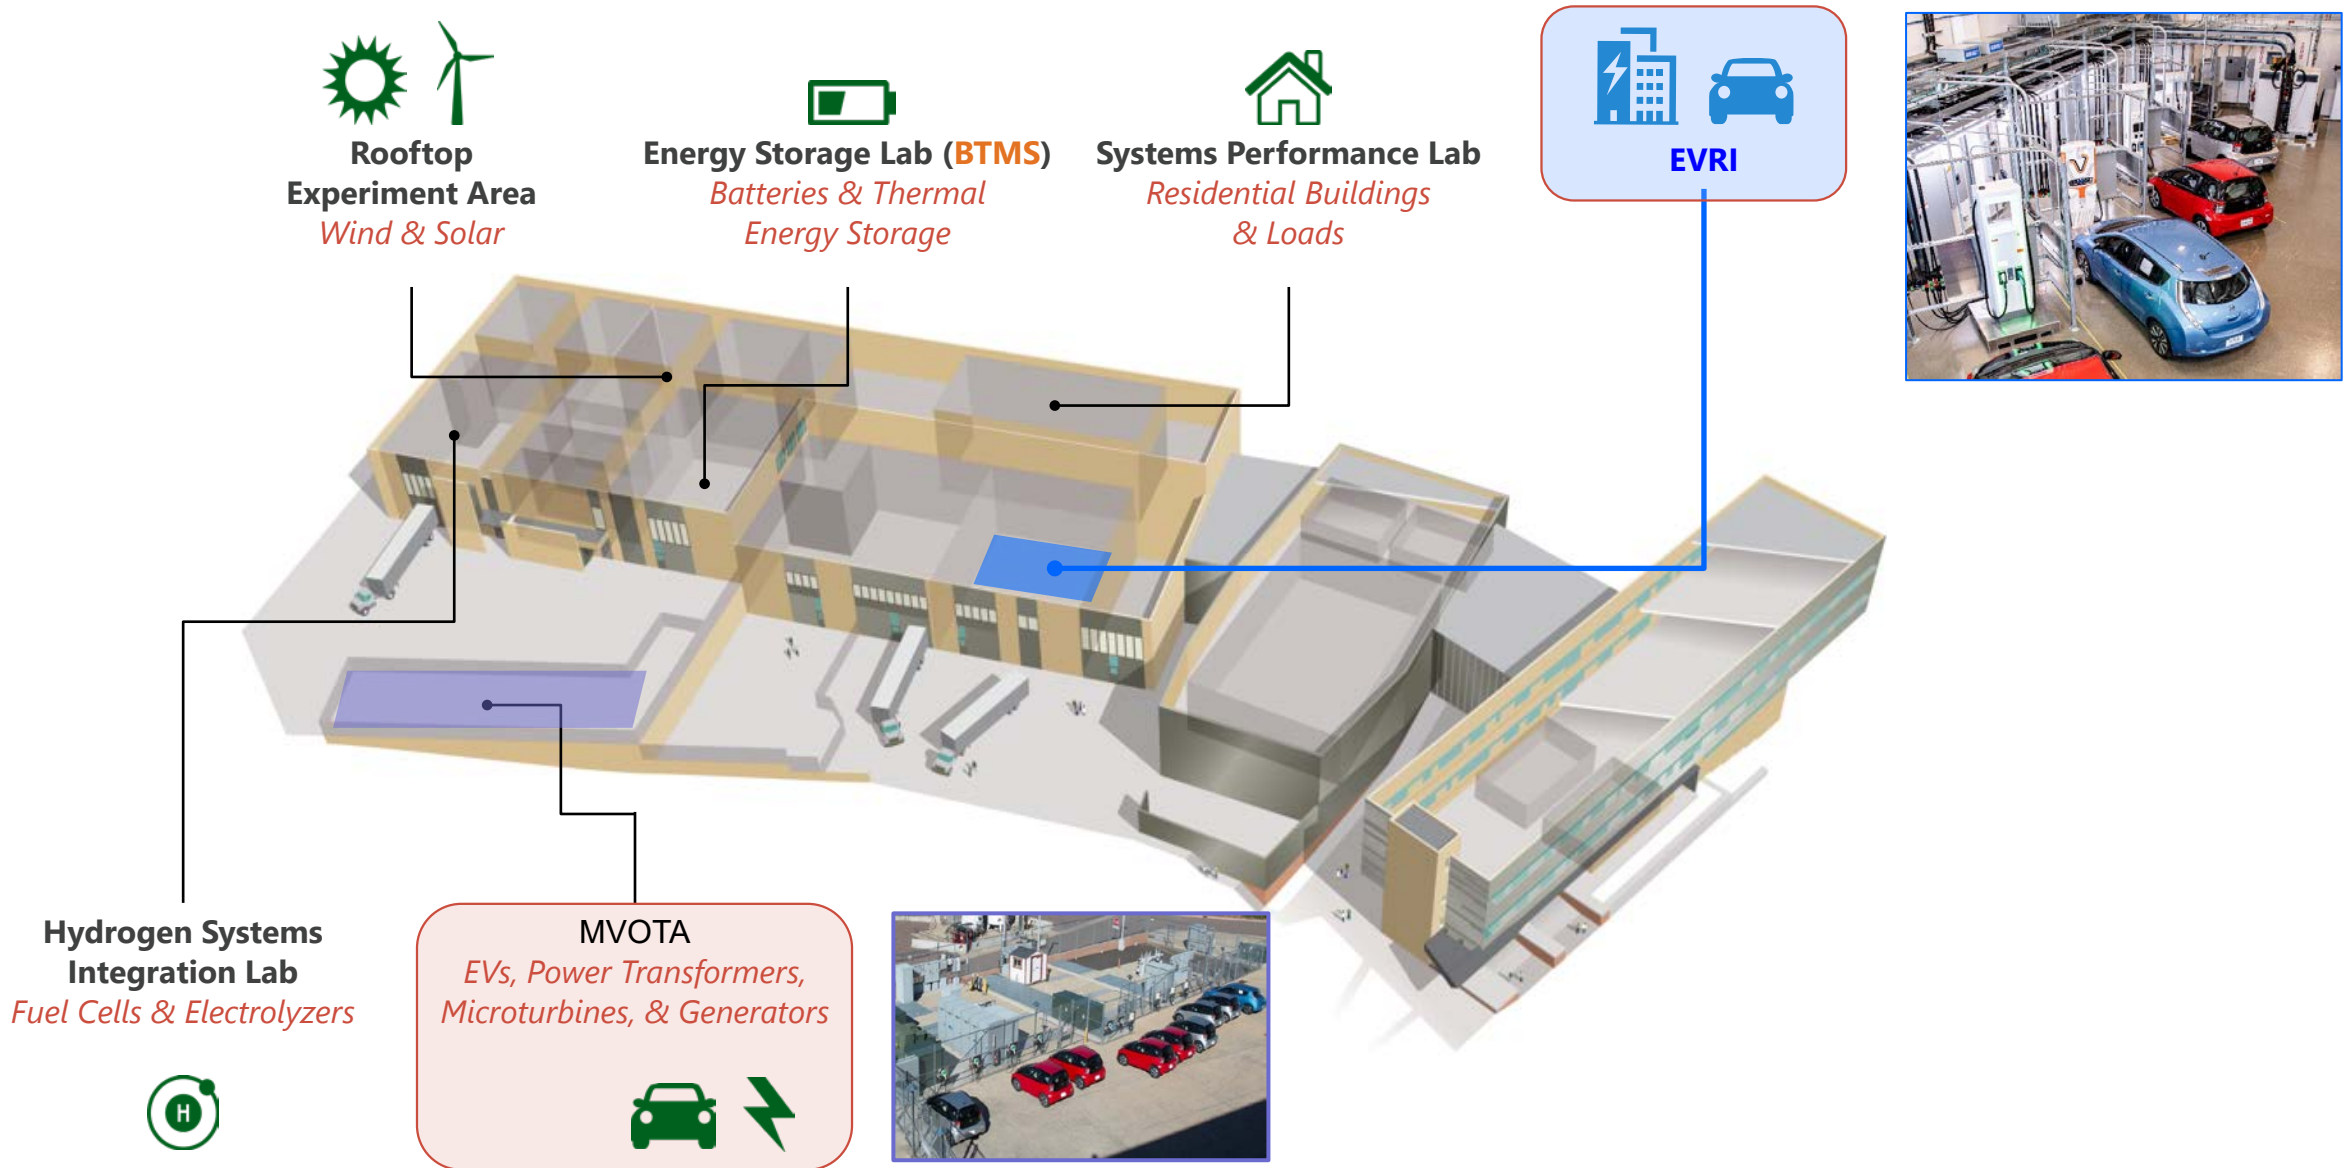 Rooftop
Experiment Area
Wind & Solar
Energy Storage Lab (BTMS)
Batteries & Thermal
Energy Storage
Systems Performance Lab
Residential Buildings
& Loads
EVRI
Hydrogen Systems
Integration Lab
Fuel Cells & Electrolyzers
H
MVOTA
EVs, Power Transformers,
Microturbines, & Generators